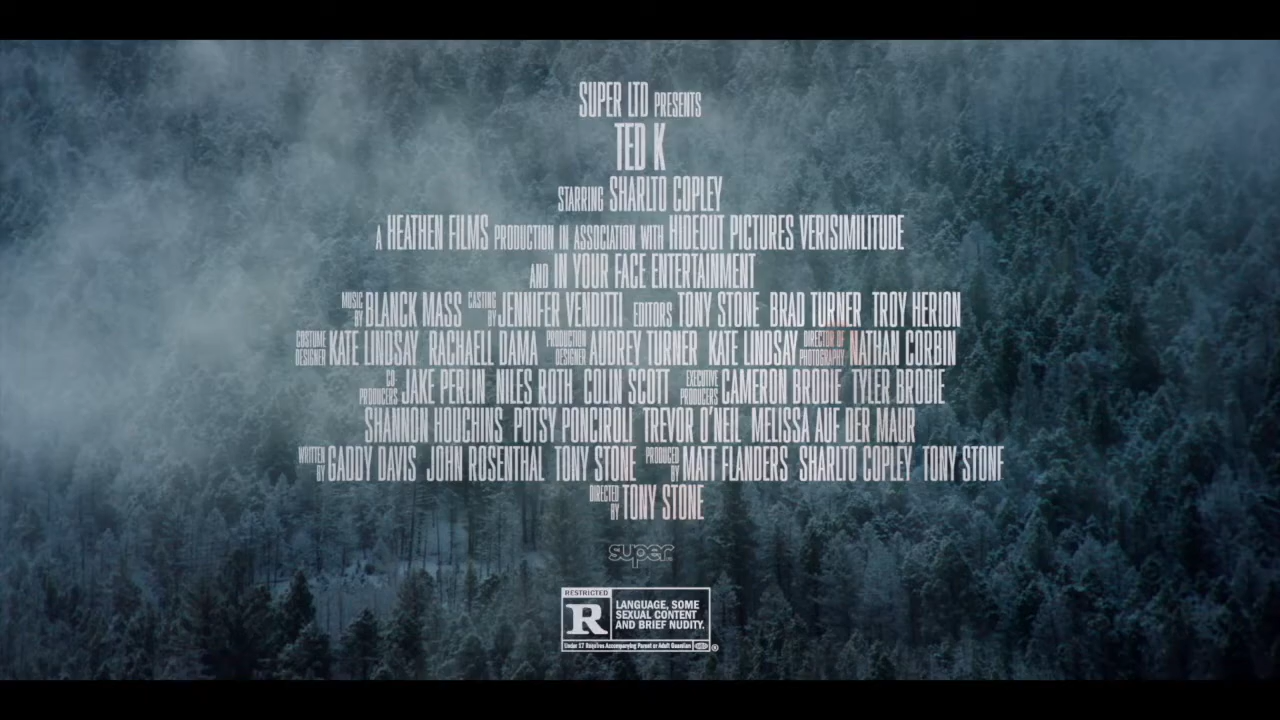 SUPER LTD PRESENTS
TED K
STARRING SHARLTO COPLEY
A HEATHEN FILMS PRODUCTION IN ASSOCIATION WITH HIDEOUT PICTURES VERISIMILITUDE
AND IN YOUR FACE ENTERTAINMENT
MUSIC BY BLANCK MASS CASTING BY JENNIFER VENDITTI EDITORS TONY STONE BRAD TURNER TROY HERION
COSTUME DESIGNER KATE LINDSAY RACHAELL DAMA PRODUCTION DESIGNER AUDREY TURNER KATE LINDSAY DIRECTOR OF PHOTOGRAPHY NATHAN CORBIN
CO PRODUCERS JAKE PERLIN NILES ROTH COLIN SCOTT EXECUTIVE PRODUCERS CAMERON BRODIE TYLER BRODIE
SHANNON HOUCHINS POTSY PONCIROLI TREVOR O'NEIL MELISSA AUF DER MAUR
WRITTEN BY GADDY DAVIS JOHN ROSENTHAL TONY STONE PRODUCED BY MATT FLANDERS SHARLTO COPLEY TONY STONE
DIRECTED BY TONY STONE
super
RESTRICTED
R
LANGUAGE, SOME
SEXUAL CONTENT
AND BRIEF NUDITY.
Under 17 Requires Accompanying Parent or Adult Guardian